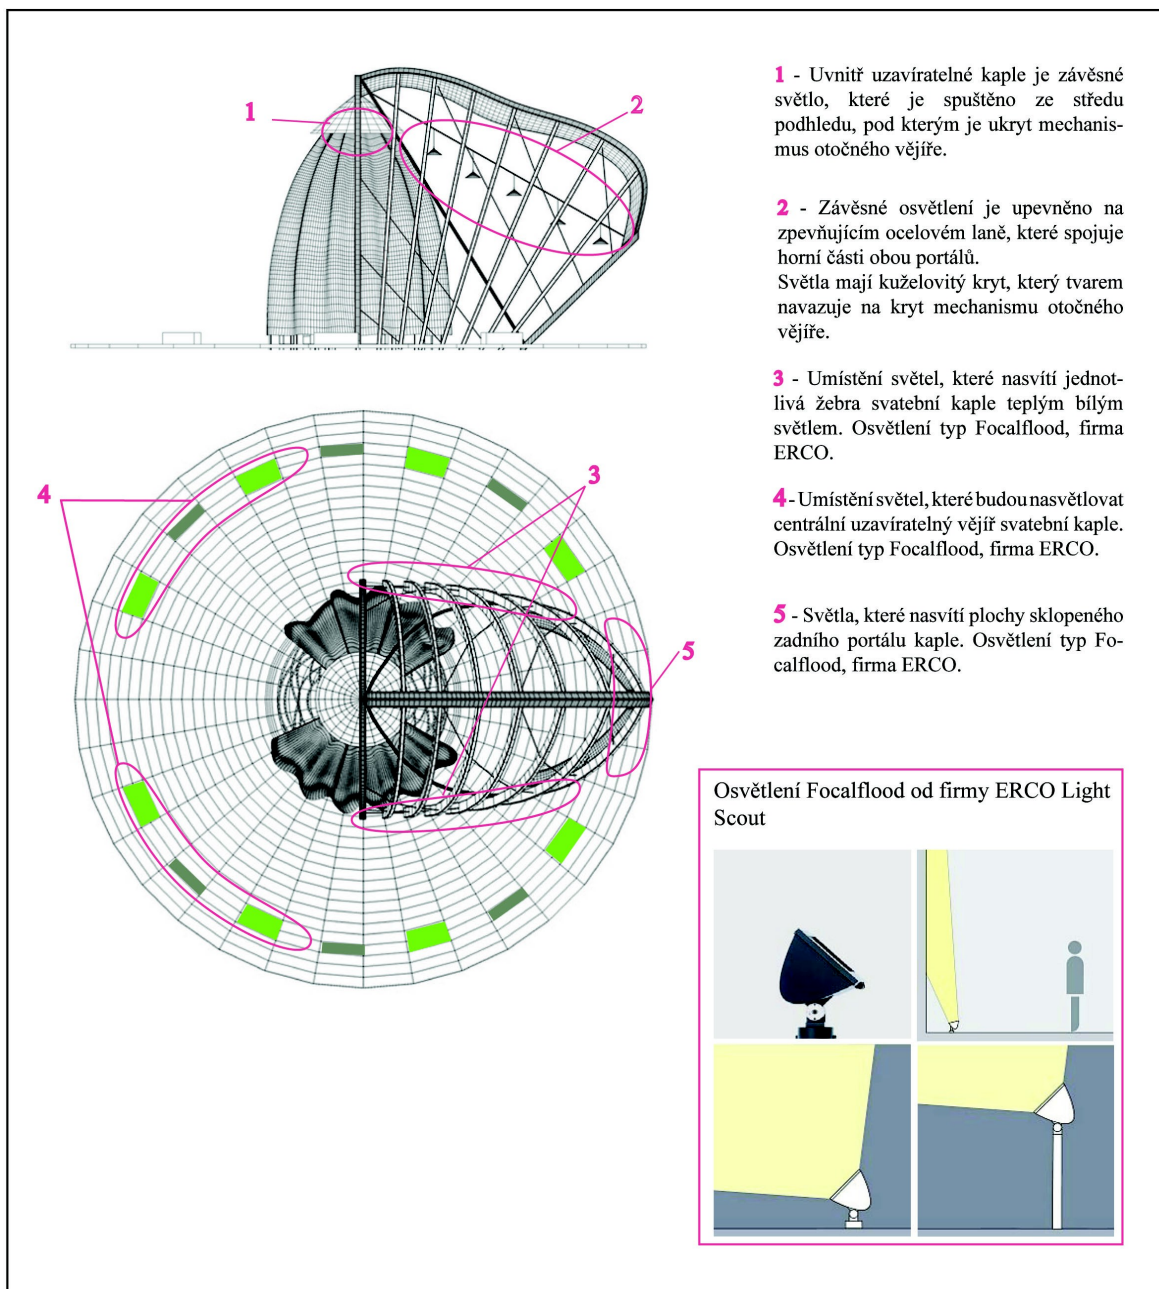 1
2
1 - Uvnitř uzavíratelné kaple je závěsné
světlo, které je spuštěno ze středu
podhledu, pod kterým je ukryt mechanis-
mus otočného vějíře.
2 - Závěsné osvětlení je upevněno na
zpevňujícím ocelovém laně, které spojuje
horní části obou portálů.
Světla mají kuželovitý kryt, který tvarem
navazuje na kryt mechanismu otočného
vějíře.
3 - Umístění světel, které nasvítí jednot-
livá žebra svatební kaple teplým bílým
světlem. Osvětlení typ Focalflood, firma
ERCO.
4 - Umístění světel, které budou nasvětlovat
centrální uzavíratelný vějíř svatební kaple.
Osvětlení typ Focalflood, firma ERCO.
5 - Světla, které nasvítí plochy sklopeného
zadního portálu kaple. Osvětlení typ Fo-
calflood, firma ERCO.
4
3
5
Osvětlení Focalflood od firmy ERCO Light
Scout